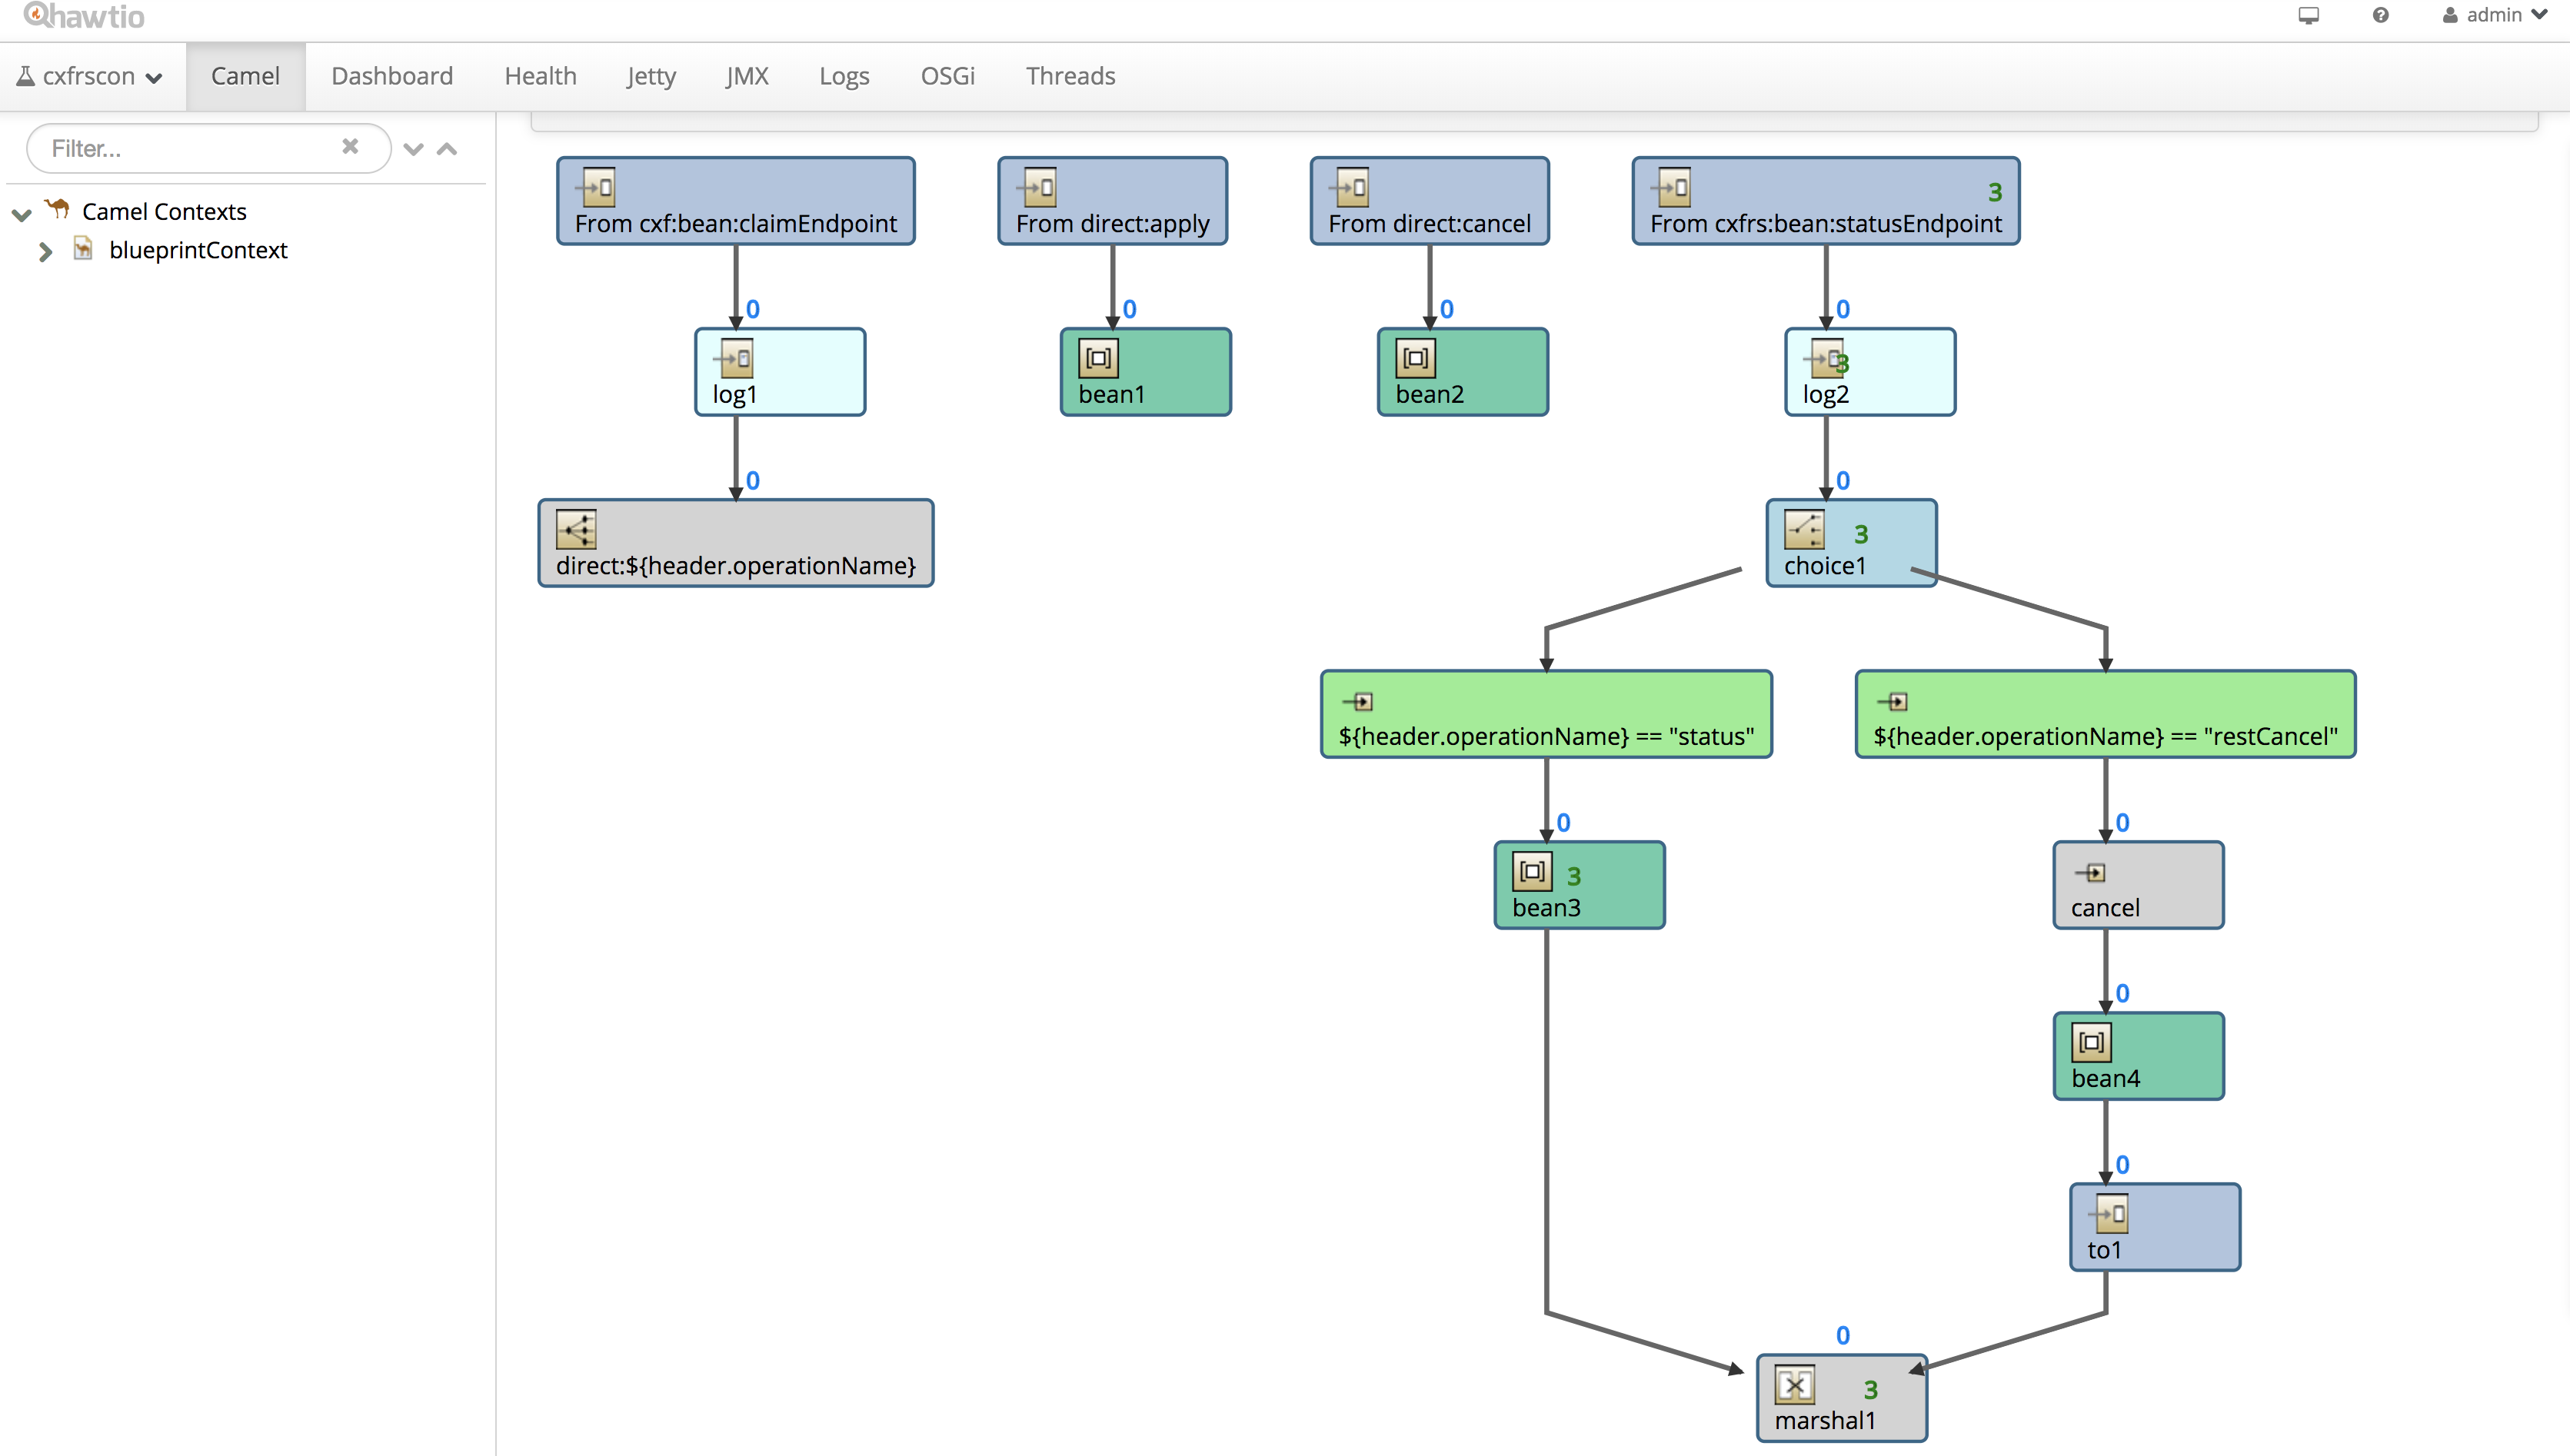 hawtio
admin
cxfrscon
Camel
Dashboard
Health
Jetty
JMX
Logs
OSGi
Threads
Filter...
Camel Contexts
blueprintContext
From cxf:bean:claimEndpoint
From direct:apply
From direct:cancel
3
From cxfrs:bean:statusEndpoint
0
0
0
0
log1
bean1
bean2
3
log2
0
0
direct:${header.operationName}
3
choice1
${header.operationName} == "status"
${header.operationName} == "restCancel"
0
0
3
bean3
cancel
0
bean4
0
to1
0
3
marshal1